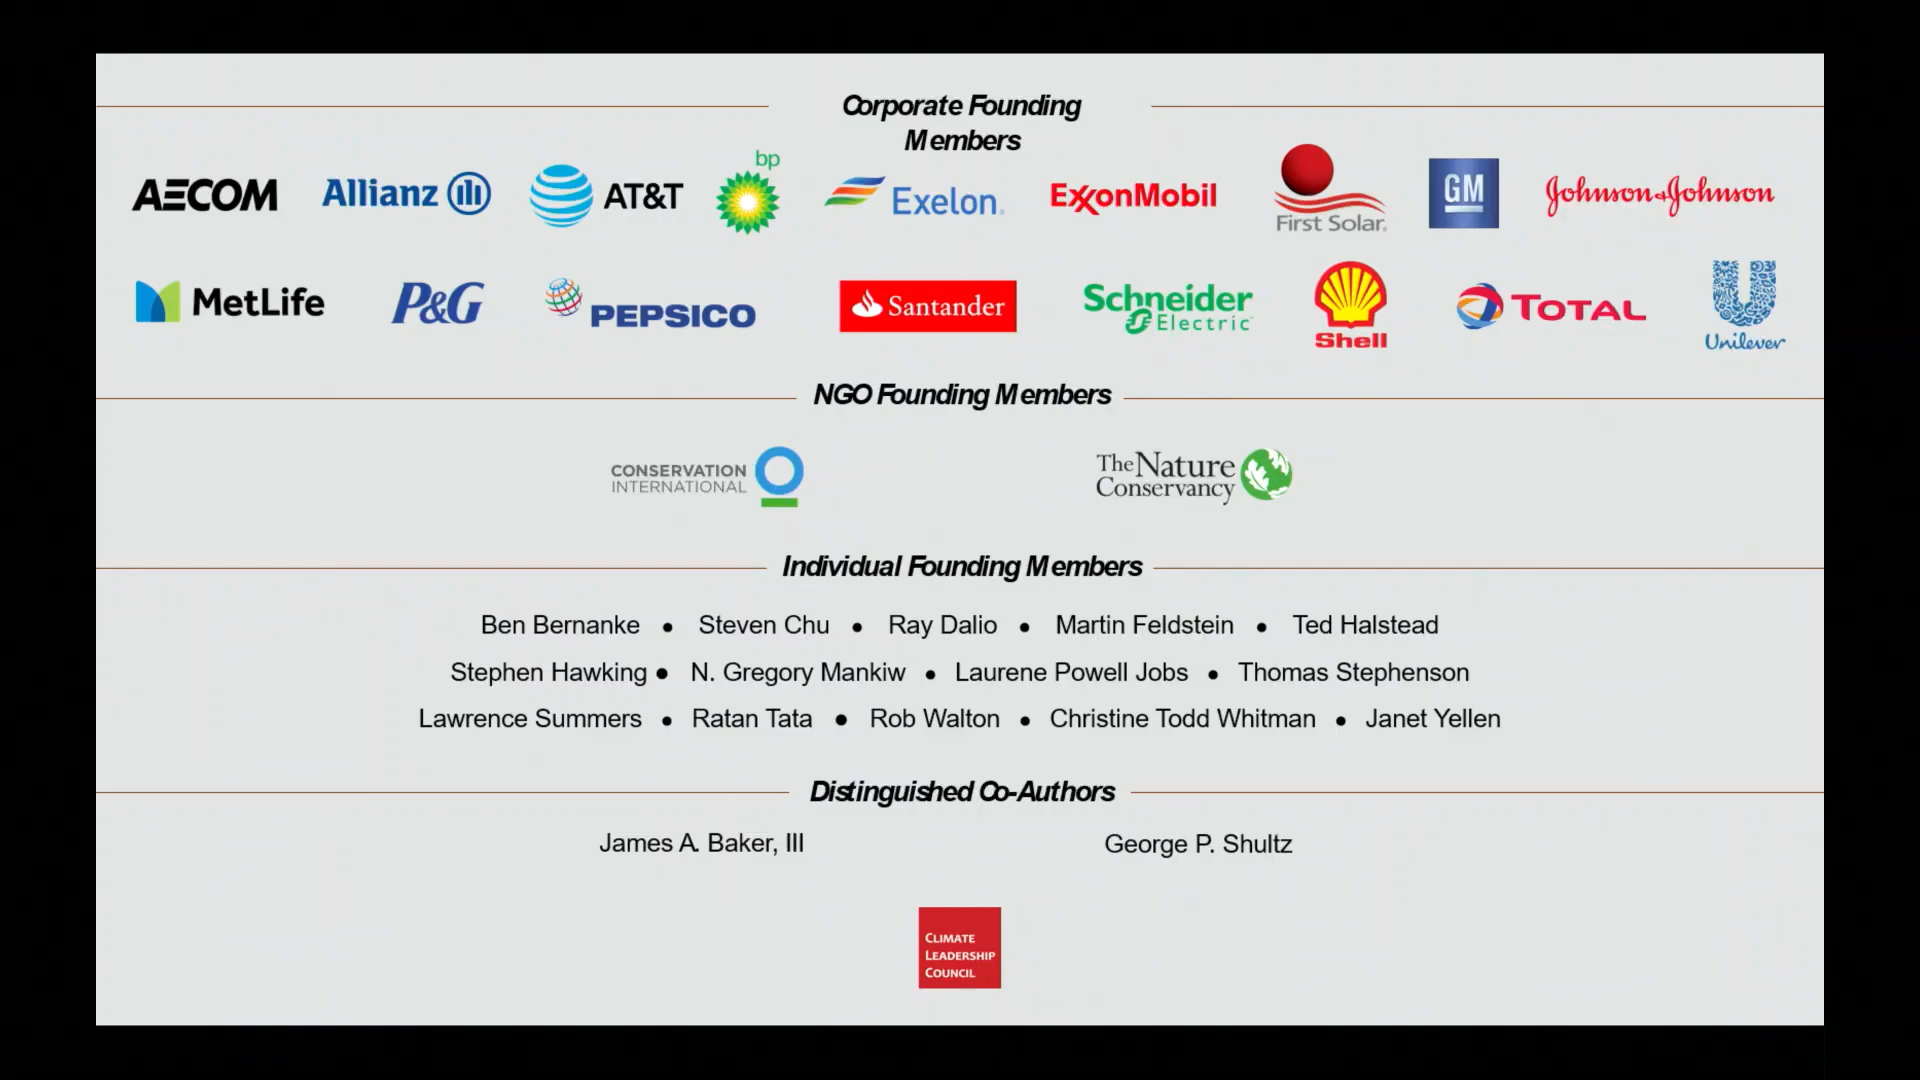 Corporate Founding
Members
AECOM Allianz AT&T bp Exelon. ExxonMobil First Solar. GM Johnson&Johnson
MetLife P&G PEPSICO Santander Schneider Electric Shell TOTAL Unilever
NGO Founding Members
CONSERVATION
INTERNATIONAL
The Nature
Conservancy
Individual Founding Members
Ben Bernanke • Steven Chu • Ray Dalio • Martin Feldstein • Ted Halstead
Stephen Hawking • N. Gregory Mankiw • Laurene Powell Jobs • Thomas Stephenson
Lawrence Summers • Ratan Tata • Rob Walton • Christine Todd Whitman • Janet Yellen
Distinguished Co-Authors
James A. Baker, III George P. Shultz
CLIMATE
LEADERSHIP
COUNCIL